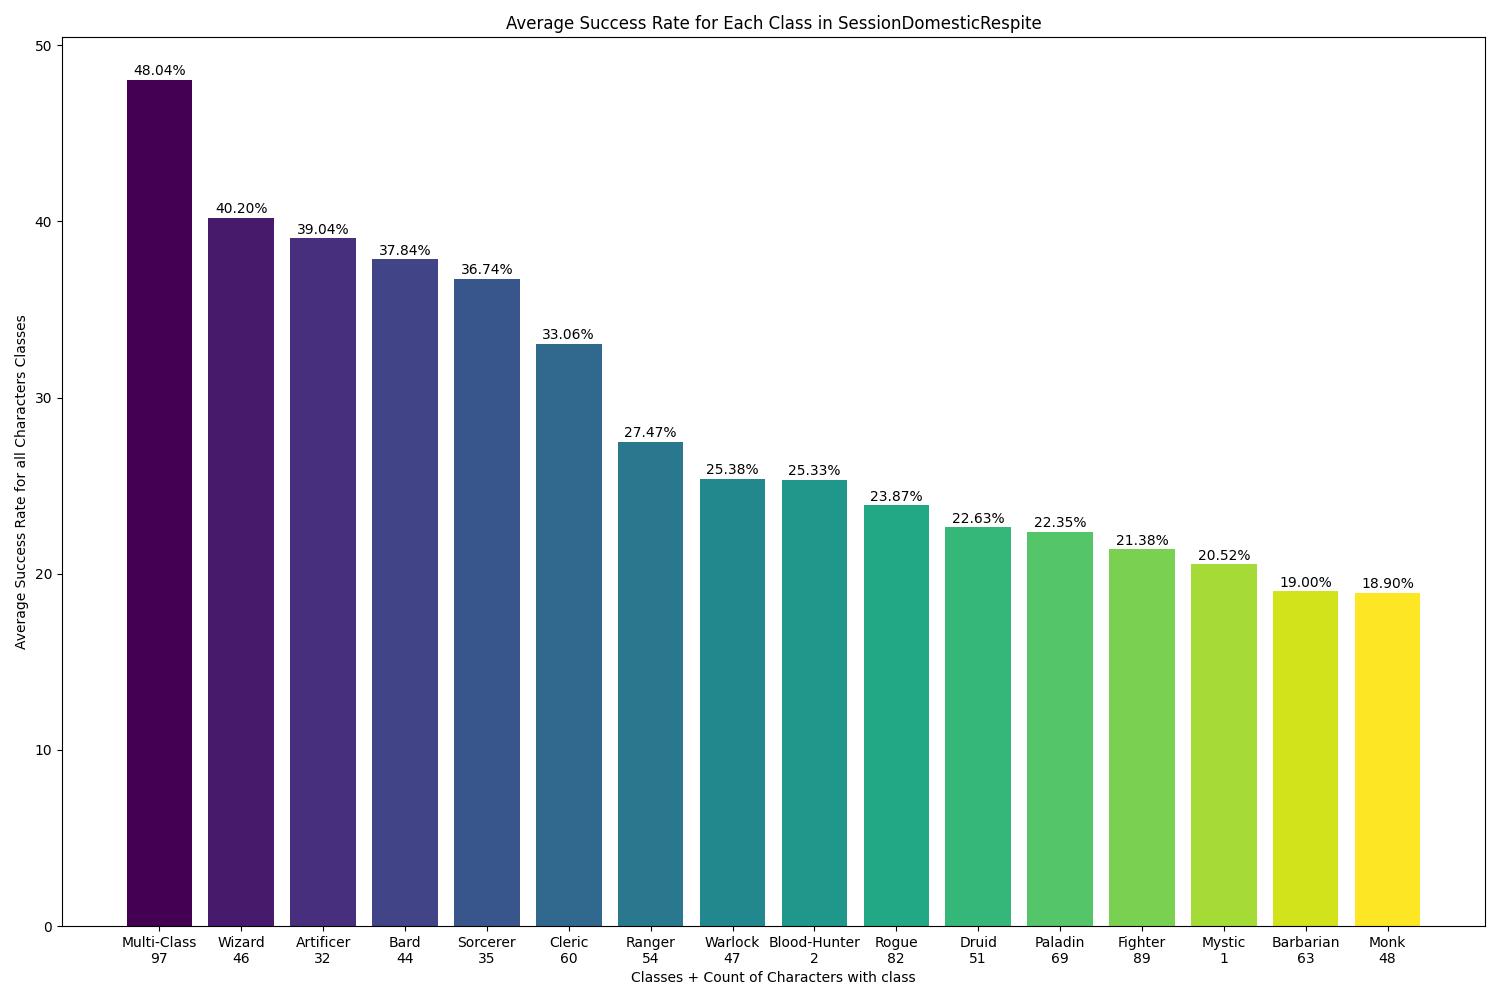 Average Success Rate for Each Class in SessionDomesticRespite
Average Success Rate for all Characters Classes
50
40
30
20
10
0
48.04%
40.20%
39.04%
37.84%
36.74%
33.06%
27.47%
25.38%
25.33%
23.87%
22.63%
22.35%
21.38%
20.52%
19.00%
18.90%
Multi-Class
97
Wizard
46
Artificer
32
Bard
44
Sorcerer
35
Cleric
60
Ranger
54
Warlock
47
Blood-Hunter
2
Rogue
82
Druid
51
Paladin
69
Fighter
89
Mystic
1
Barbarian
63
Monk
48
Classes + Count of Characters with class